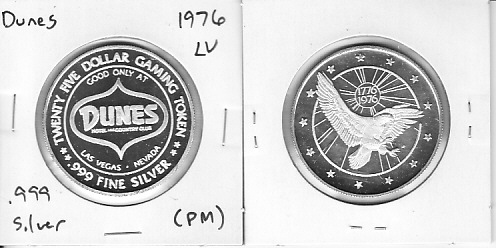 Dunes
1976
LV
TWENTY FIVE DOLLAR GAMING TOKEN
GOOD ONLY AT
DUNES
HOTEL AND COUNTRY CLUB
LAS VEGAS • NEVADA
.999 FINE SILVER
.999
Silver
(PM)
1776
1976